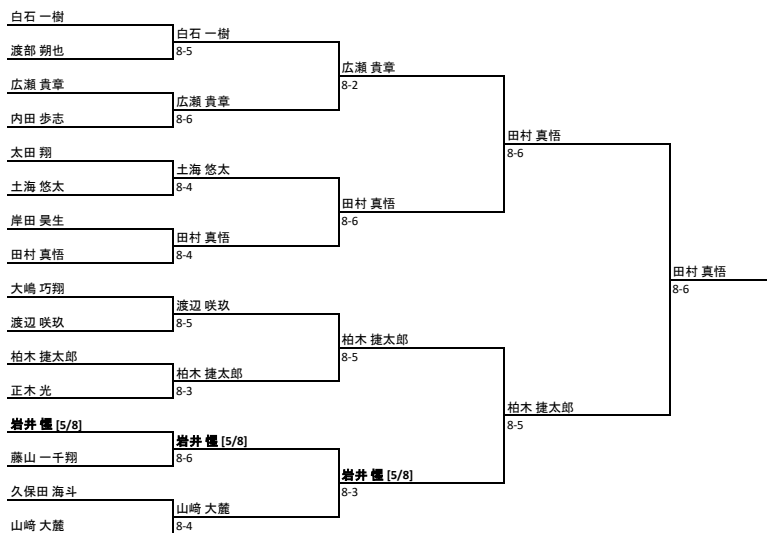 白石 一樹
白石 一樹
渡部 朔也
8-5
広瀬 貴章
広瀬 貴章
8-2
広瀬 貴章
内田 歩志
8-6
田村 真悟
太田 翔
8-6
土海 悠太
土海 悠太
8-4
田村 真悟
岸田 昊生
8-6
田村 真悟
田村 真悟
8-4
田村 真悟
大嶋 巧翔
8-6
渡辺 咲玖
渡辺 咲玖
8-5
柏木 捷太郎
柏木 捷太郎
8-5
柏木 捷太郎
正木 光
8-3
柏木 捷太郎
岩井 惺 [5/8]
8-5
岩井 惺 [5/8]
藤山 一千翔
8-6
岩井 惺 [5/8]
久保田 海斗
8-3
山﨑 大麓
山﨑 大麓
8-4